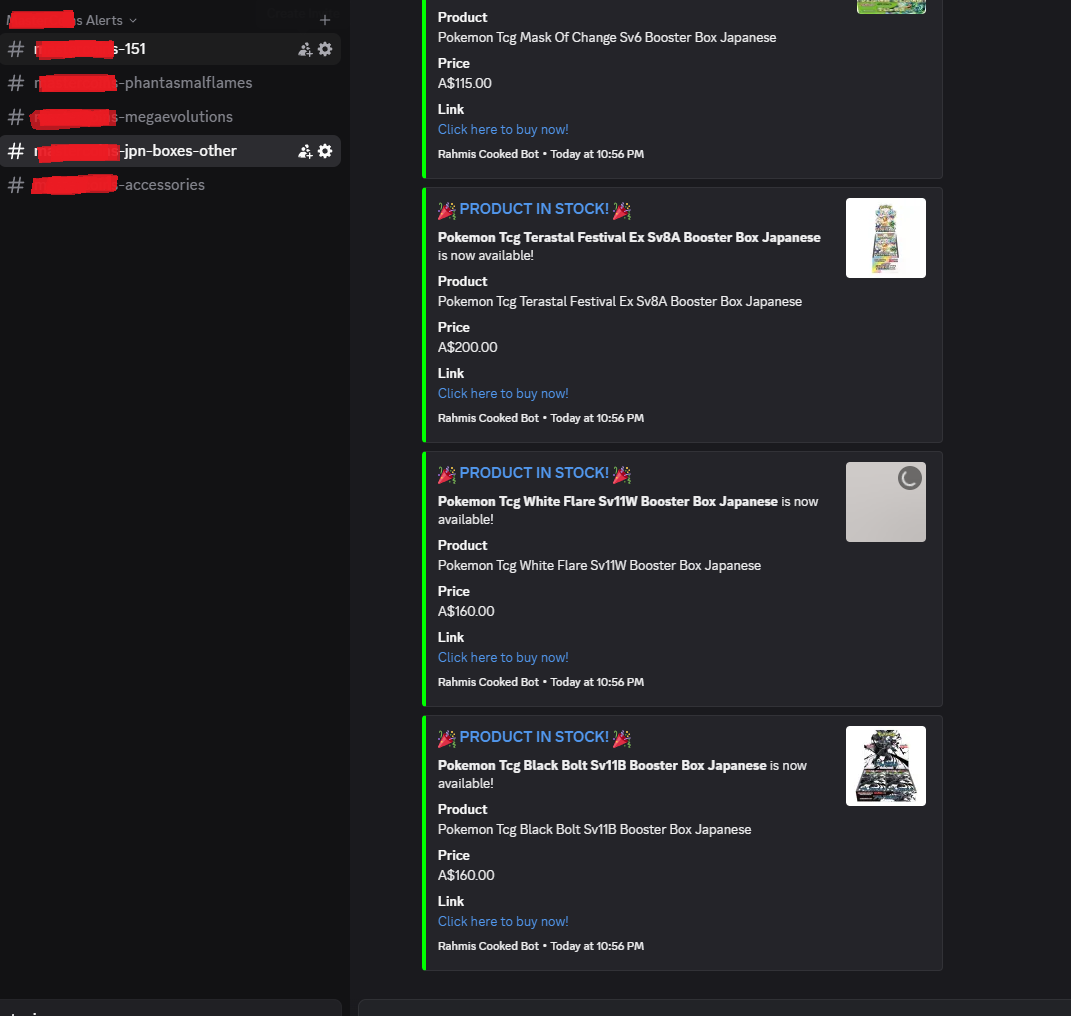 s Alerts
-151
-phantasmalflames
s-megaevolutions
-jpn-boxes-other
-accessories
Product
Pokemon Tcg Mask Of Change Sv6 Booster Box Japanese
Price
A$115.00
Link
Click here to buy now!
Rahmis Cooked Bot • Today at 10:56 PM
🎉 PRODUCT IN STOCK! 🎉
Pokemon Tcg Terastal Festival Ex Sv8A Booster Box Japanese
is now available!
Product
Pokemon Tcg Terastal Festival Ex Sv8A Booster Box Japanese
Price
A$200.00
Link
Click here to buy now!
Rahmis Cooked Bot • Today at 10:56 PM
🎉 PRODUCT IN STOCK! 🎉
Pokemon Tcg White Flare Sv11W Booster Box Japanese is now
available!
Product
Pokemon Tcg White Flare Sv11W Booster Box Japanese
Price
A$160.00
Link
Click here to buy now!
Rahmis Cooked Bot • Today at 10:56 PM
🎉 PRODUCT IN STOCK! 🎉
Pokemon Tcg Black Bolt Sv11B Booster Box Japanese is now
available!
Product
Pokemon Tcg Black Bolt Sv11B Booster Box Japanese
Price
A$160.00
Link
Click here to buy now!
Rahmis Cooked Bot • Today at 10:56 PM